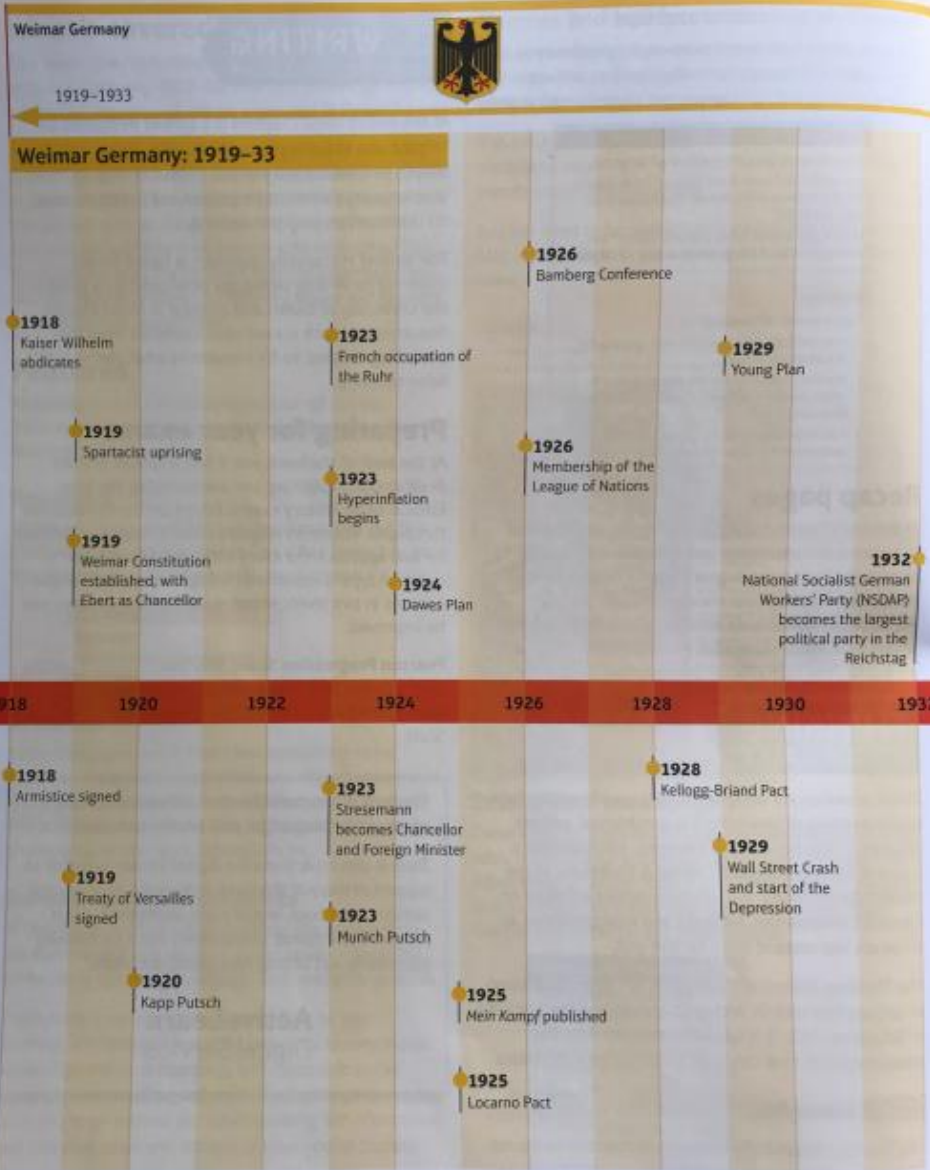 Weimar Germany
1919–1933
Weimar Germany: 1919–33
1926
Bamberg Conference
1918
Kaiser Wilhelm
abdicates
1923
French occupation of
the Ruhr
1929
Young Plan
1919
Spartacist uprising
1926
Membership of the
League of Nations
1923
Hyperinflation
begins
1919
Weimar Constitution
established, with
Ebert as Chancellor
1924
Dawes Plan
1932
National Socialist German
Workers' Party (NSDAP)
becomes the largest
political party in the
Reichstag
918 1920 1922 1924 1926 1928 1930 193
1918
Armistice signed
1923
Stresemann
becomes Chancellor
and Foreign Minister
1928
Kellogg-Briand Pact
1929
Wall Street Crash
and start of the
Depression
1919
Treaty of Versailles
signed
1923
Munich Putsch
1920
Kapp Putsch
1925
Mein Kampf published
1925
Locarno Pact